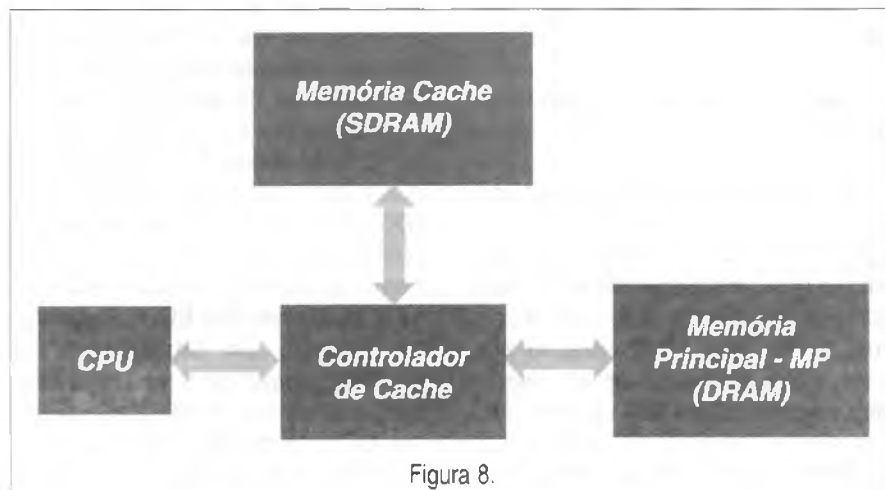 Memória Cache
(SDRAM)
CPU
Controlador
de Cache
Memória
Principal - MP
(DRAM)
Figura 8.